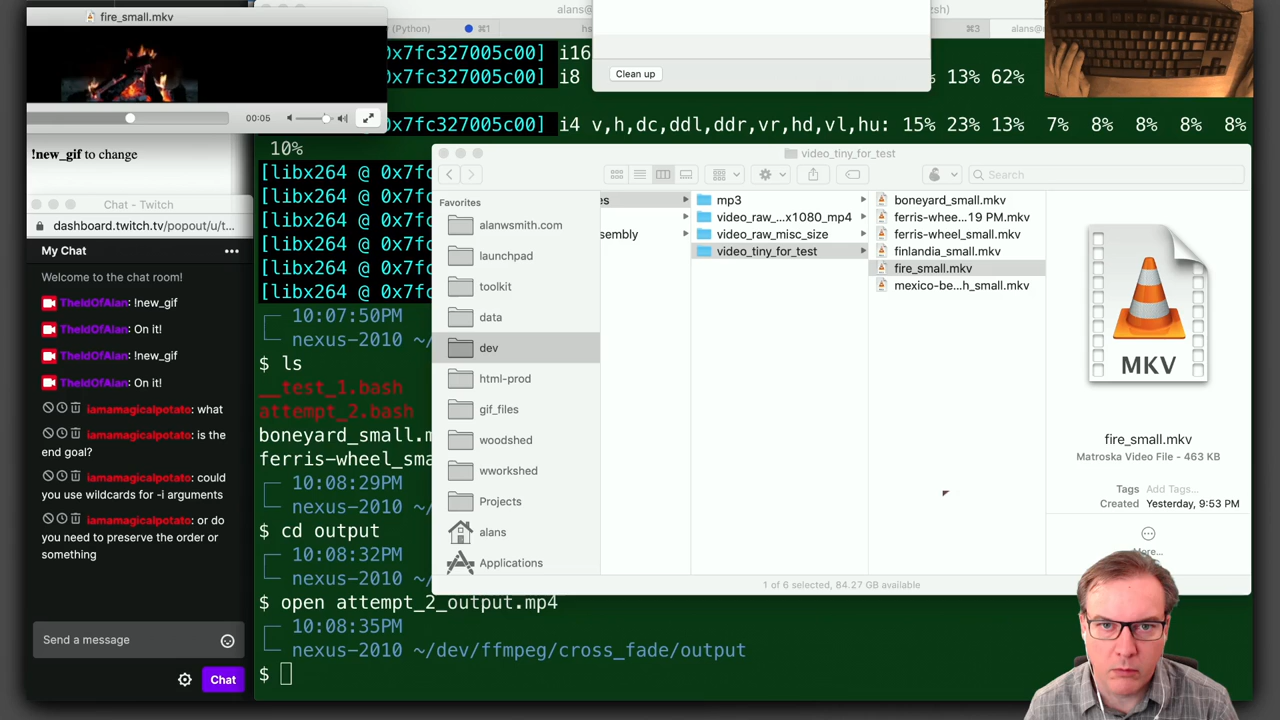 fire_small.mkv
00:05
!new_gif to change
Chat - Twitch
dashboard.twitch.tv/popout/u/t...
My Chat
Welcome to the chat room!
TheIdOfAlan: !new_gif
TheIdOfAlan: On it!
TheIdOfAlan: !new_gif
TheIdOfAlan: On it!
iamamagicalpotato: what
iamamagicalpotato: is the
end goal?
iamamagicalpotato: could
you use wildcards for -i arguments
iamamagicalpotato: or do
you need to preserve the order or
something
Send a message
Chat
alans@
(Python)
⌘1
zsh)
⌘3
0x7fc327005c00] i16
0x7fc327005c00] i8
13% 62%
0x7fc327005c00] i4 v,h,dc,ddl,ddr,vr,hd,vl,hu: 15% 23% 13% 7% 8% 8% 8% 8%
10%
[libx264 @ 0x7fc
[libx264 @ 0x7fc
[libx264 @ 0x7fc
[libx264 @ 0x7fc
[libx264 @ 0x7fc
[libx264 @ 0x7fc
10:07:50PM
nexus-2010 ~/
$ ls
__test_1.bash
attempt_2.bash
boneyard_small.m
ferris-wheel_sma
10:08:29PM
nexus-2010 ~/
$ cd output
10:08:32PM
nexus-2010 ~/
$ open attempt_2_output.mp4
10:08:35PM
nexus-2010 ~/dev/ffmpeg/cross_fade/output
$
Clean up
video_tiny_for_test
Search
Favorites
alanwsmith.com
launchpad
toolkit
data
dev
html-prod
gif_files
woodshed
wworkshed
Projects
alans
Applications
es
sembly
mp3
video_raw_...x1080_mp4
video_raw_misc_size
video_tiny_for_test
boneyard_small.mkv
ferris-whee...19 PM.mkv
ferris-wheel_small.mkv
finlandia_small.mkv
fire_small.mkv
mexico-be...h_small.mkv
MKV
fire_small.mkv
Matroska Video File - 463 KB
Tags Add Tags...
Created Yesterday, 9:53 PM
More...
1 of 6 selected, 84.27 GB available